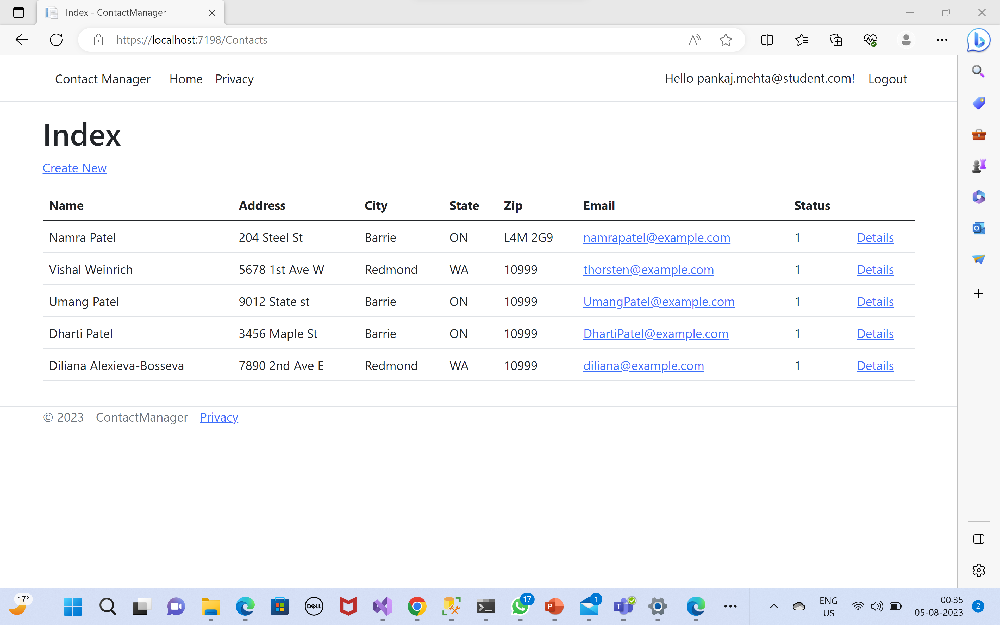 Index - ContactManager
https://localhost:7198/Contacts
Contact Manager Home Privacy Hello pankaj.mehta@student.com! Logout
Index
Create New
Name Address City State Zip Email Status
Namra Patel 204 Steel St Barrie ON L4M 2G9 namrapatel@example.com 1 Details
Vishal Weinrich 5678 1st Ave W Redmond WA 10999 thorsten@example.com 1 Details
Umang Patel 9012 State st Barrie ON 10999 UmangPatel@example.com 1 Details
Dharti Patel 3456 Maple St Barrie ON 10999 DhartiPatel@example.com 1 Details
Diliana Alexieva-Bosseva 7890 2nd Ave E Redmond WA 10999 diliana@example.com 1 Details
© 2023 - ContactManager - Privacy
17°
DELL
17
P
1
T
ENG
US
00:35
05-08-2023
2